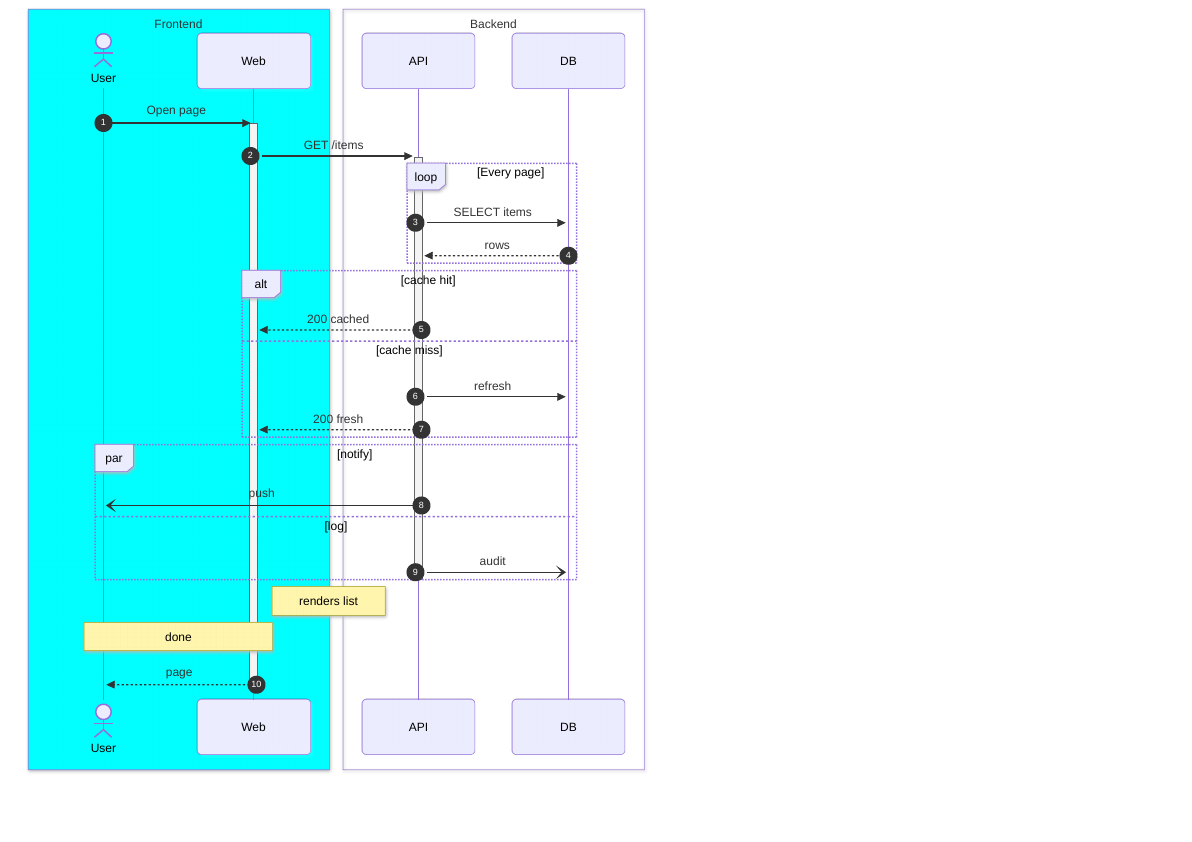 Frontend
Backend
User
Web
API
DB
1
Open page
2
GET /items
loop
[Every page]
3
SELECT items
rows
4
alt
[cache hit]
200 cached
5
[cache miss]
6
refresh
200 fresh
7
par
[notify]
push
8
[log]
9
audit
renders list
done
page
10
User
Web
API
DB